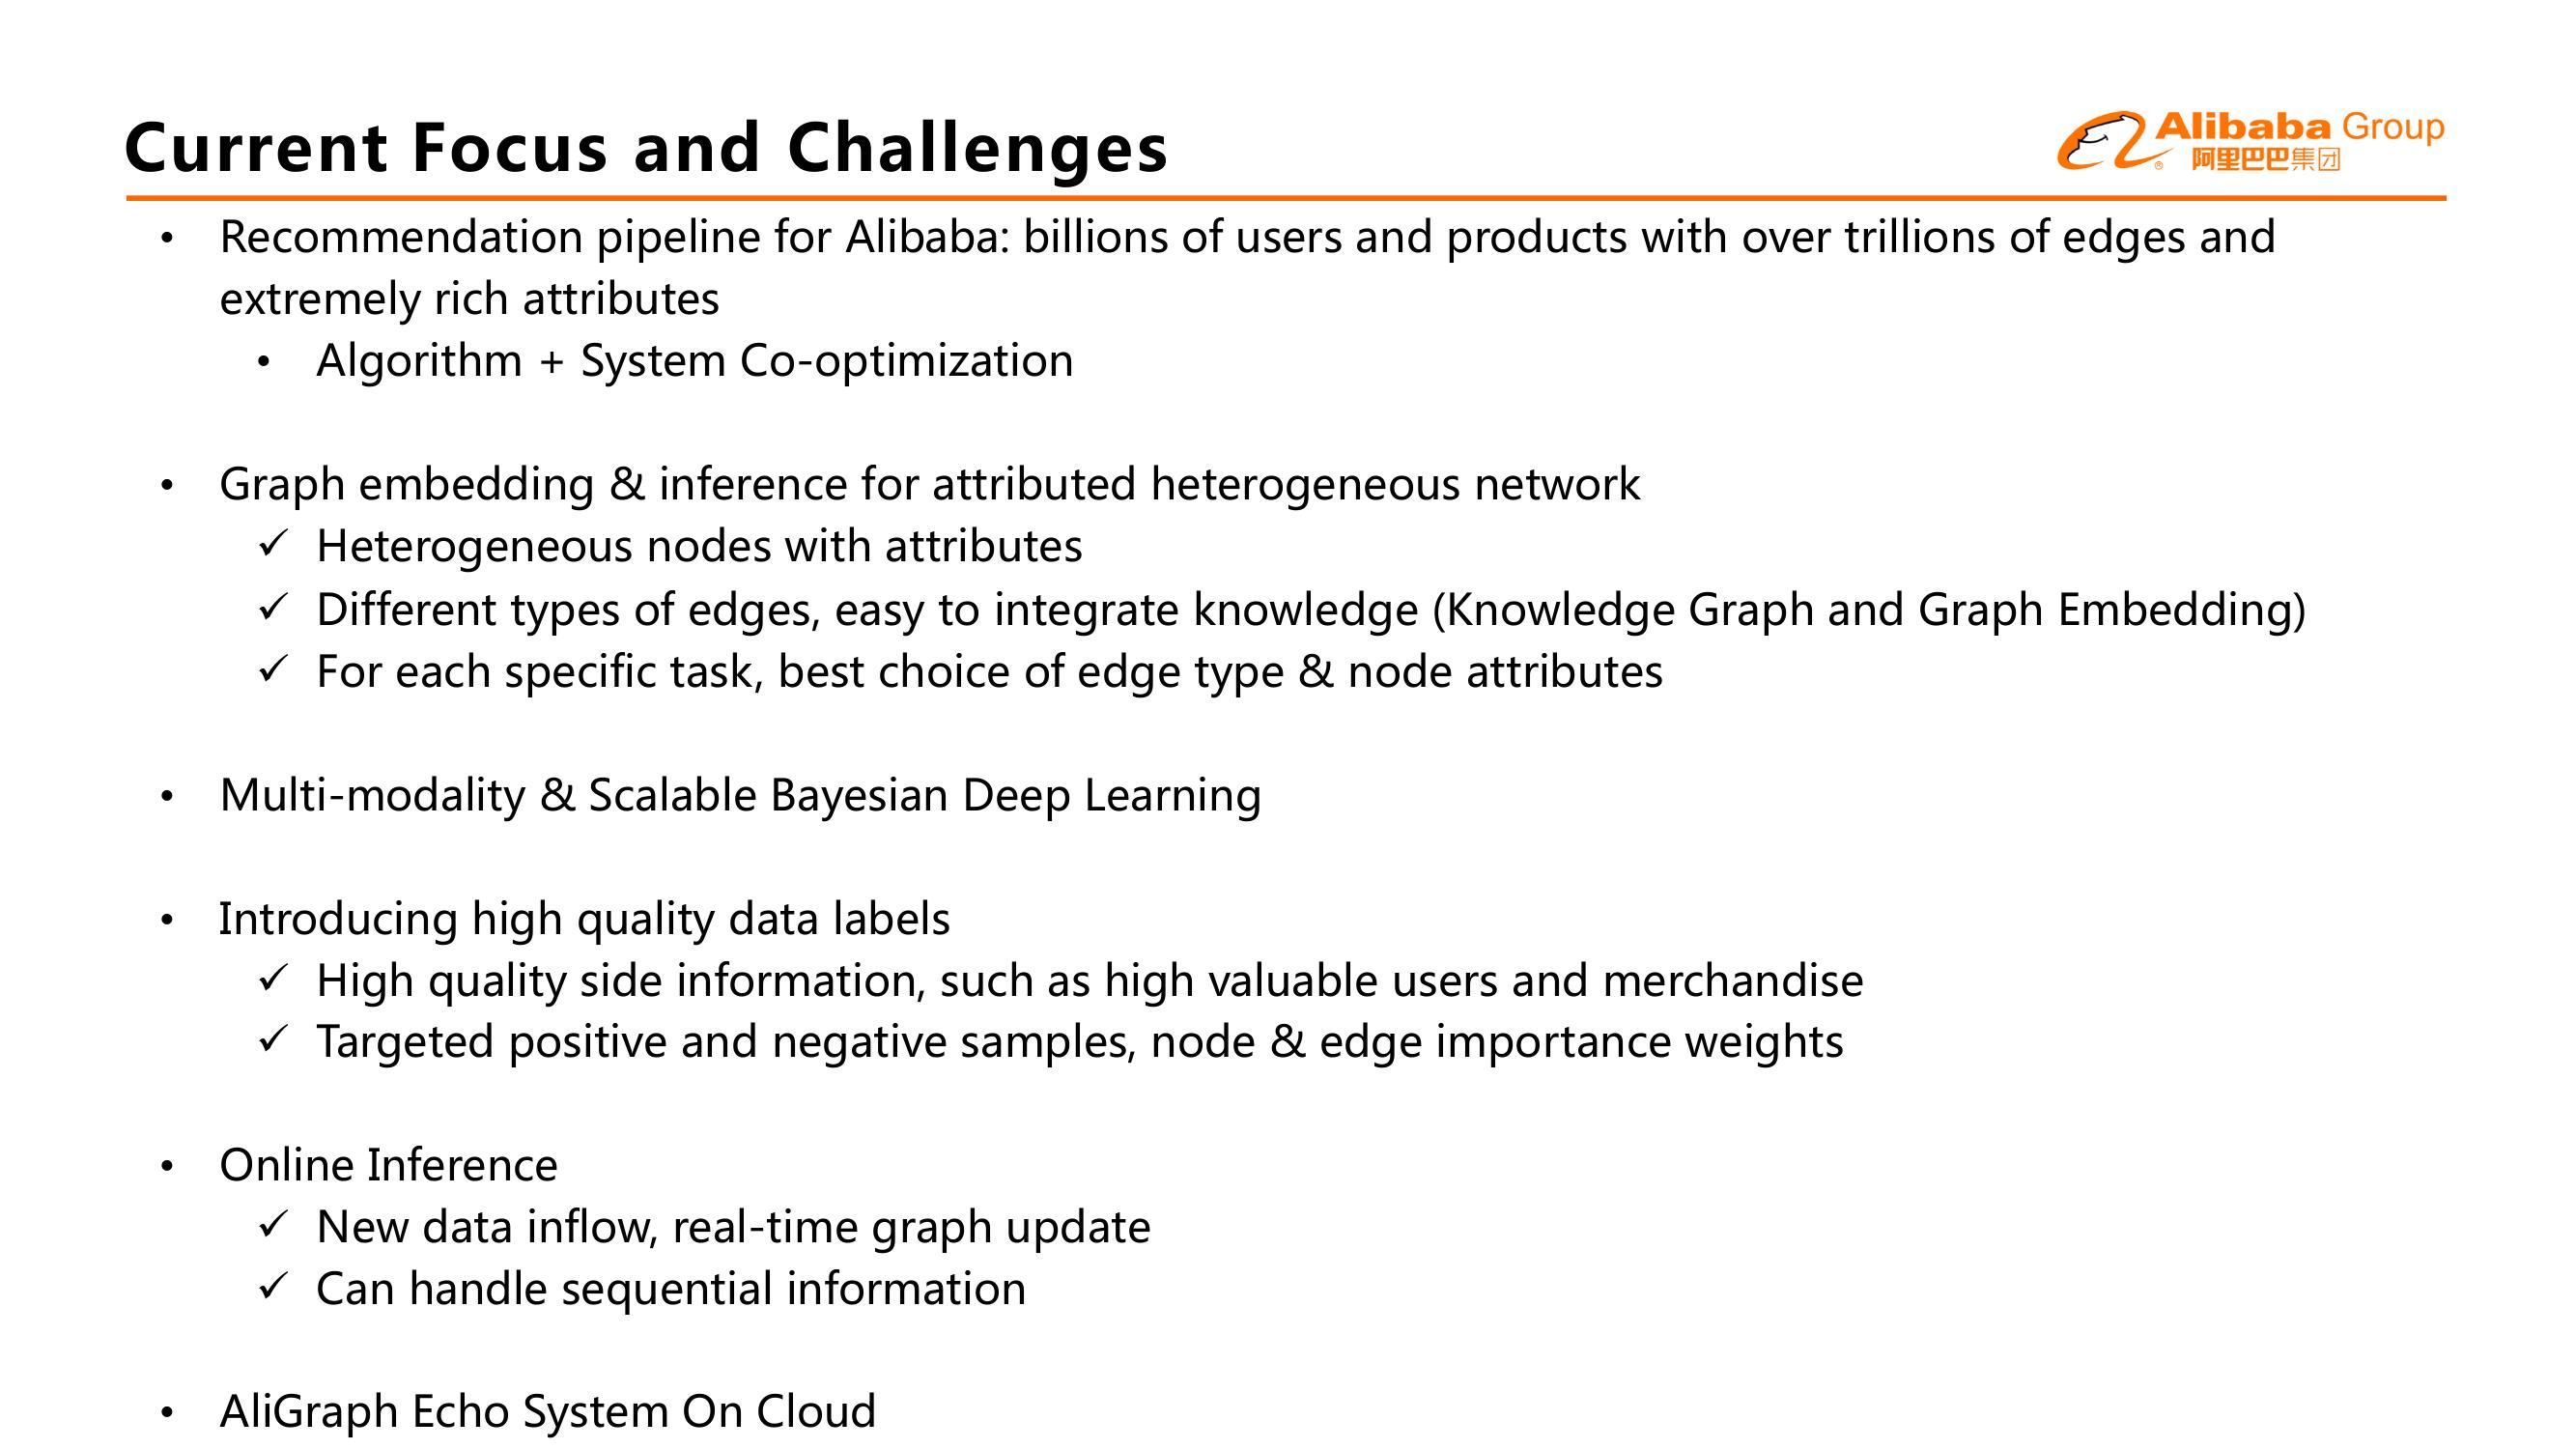 Current Focus and Challenges
Alibaba Group
®
阿里巴巴集团
• Recommendation pipeline for Alibaba: billions of users and products with over trillions of edges and
extremely rich attributes
• Algorithm + System Co-optimization
• Graph embedding & inference for attributed heterogeneous network
✓ Heterogeneous nodes with attributes
✓ Different types of edges, easy to integrate knowledge (Knowledge Graph and Graph Embedding)
✓ For each specific task, best choice of edge type & node attributes
• Multi-modality & Scalable Bayesian Deep Learning
• Introducing high quality data labels
✓ High quality side information, such as high valuable users and merchandise
✓ Targeted positive and negative samples, node & edge importance weights
• Online Inference
✓ New data inflow, real-time graph update
✓ Can handle sequential information
• AliGraph Echo System On Cloud